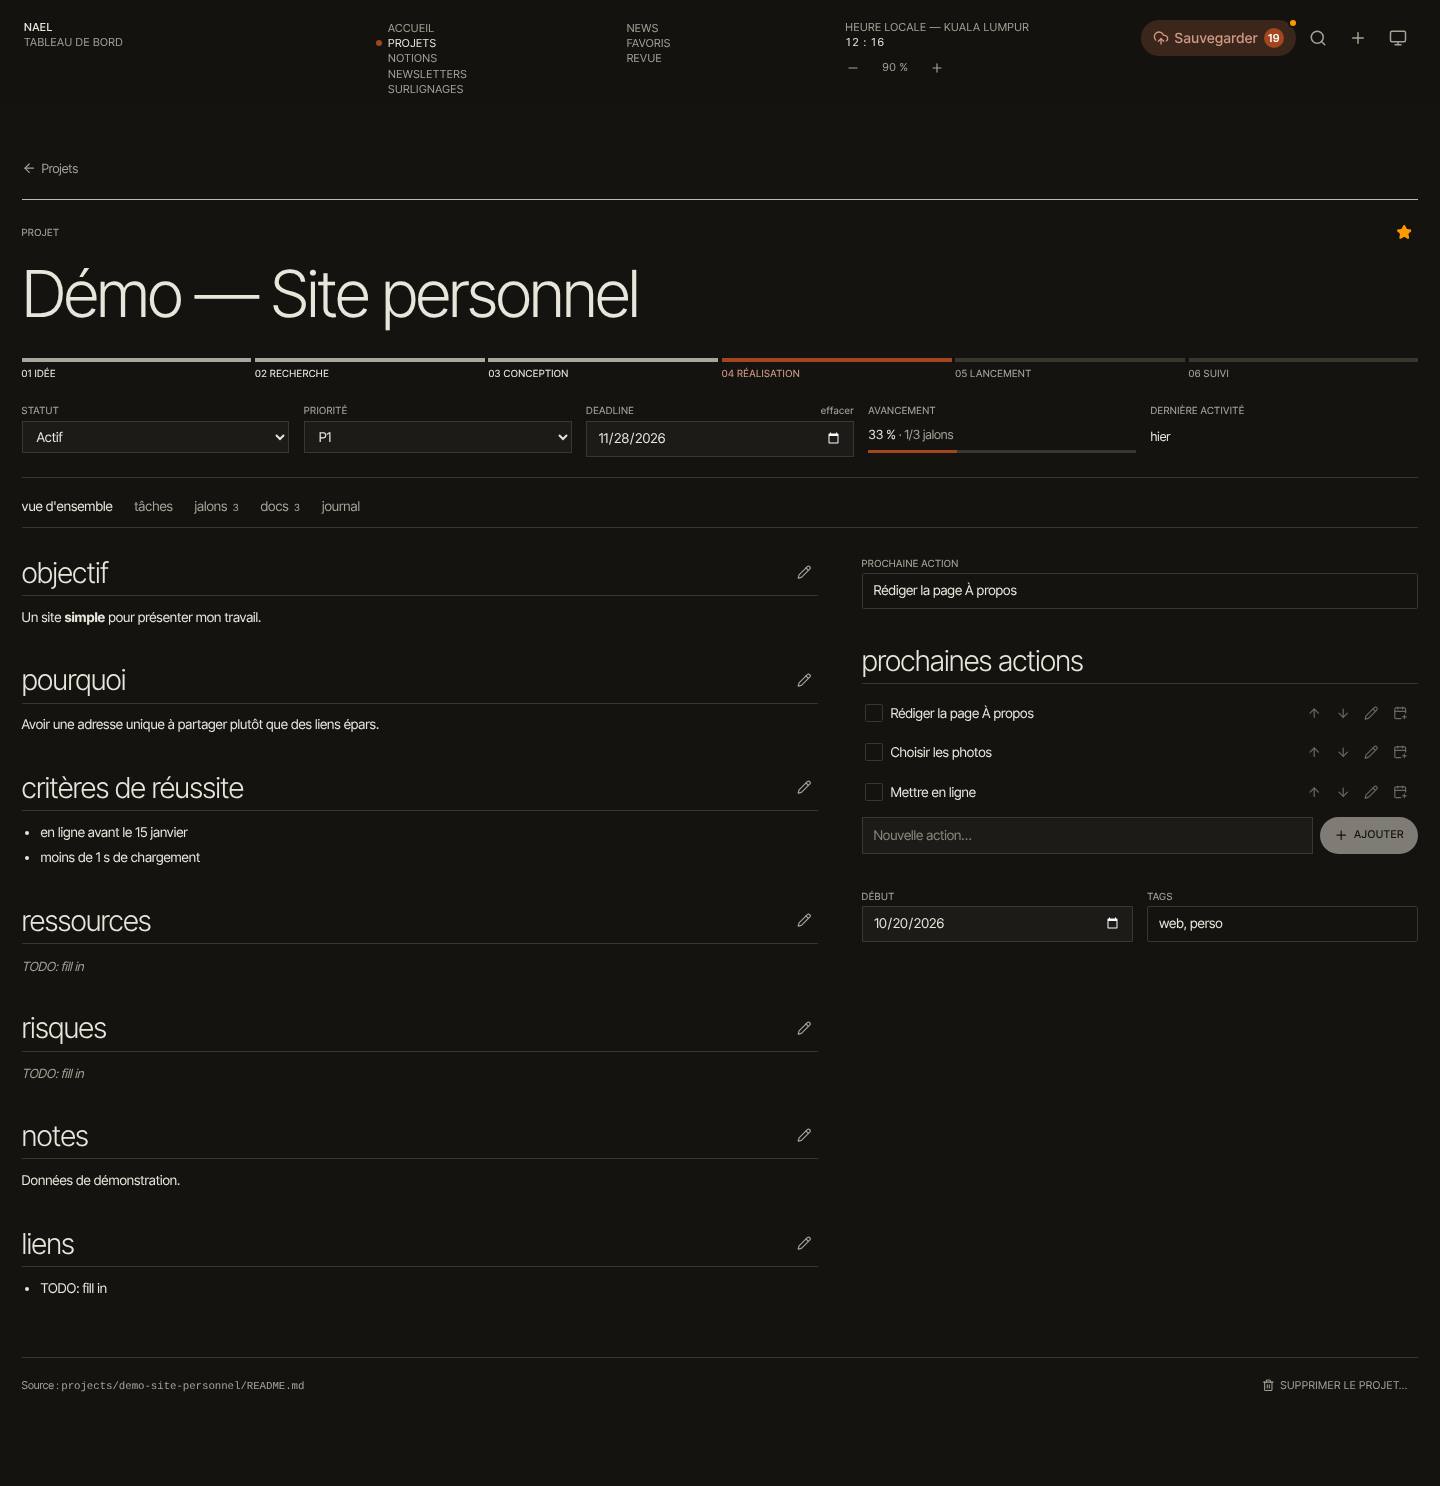 NAEL
TABLEAU DE BORD
ACCUEIL
PROJETS
NOTIONS
NEWSLETTERS
SURLIGNAGES
NEWS
FAVORIS
REVUE
HEURE LOCALE — KUALA LUMPUR
12 : 16
— 90 % +
Sauvegarder 19
Projets
PROJET
Démo — Site personnel
01 IDÉE
02 RECHERCHE
03 CONCEPTION
04 RÉALISATION
05 LANCEMENT
06 SUIVI
STATUT
Actif
PRIORITÉ
P1
DEADLINE effacer
11/28/2026
AVANCEMENT
33 % · 1/3 jalons
DERNIÈRE ACTIVITÉ
hier
vue d'ensemble tâches jalons 3 docs 3 journal
objectif
Un site simple pour présenter mon travail.
pourquoi
Avoir une adresse unique à partager plutôt que des liens épars.
critères de réussite
• en ligne avant le 15 janvier
• moins de 1 s de chargement
ressources
TODO: fill in
risques
TODO: fill in
notes
Données de démonstration.
liens
• TODO: fill in
PROCHAINE ACTION
Rédiger la page À propos
prochaines actions
Rédiger la page À propos
Choisir les photos
Mettre en ligne
Nouvelle action…
+ AJOUTER
DÉBUT
10/20/2026
TAGS
web, perso
Source : projects/demo-site-personnel/README.md
SUPPRIMER LE PROJET…